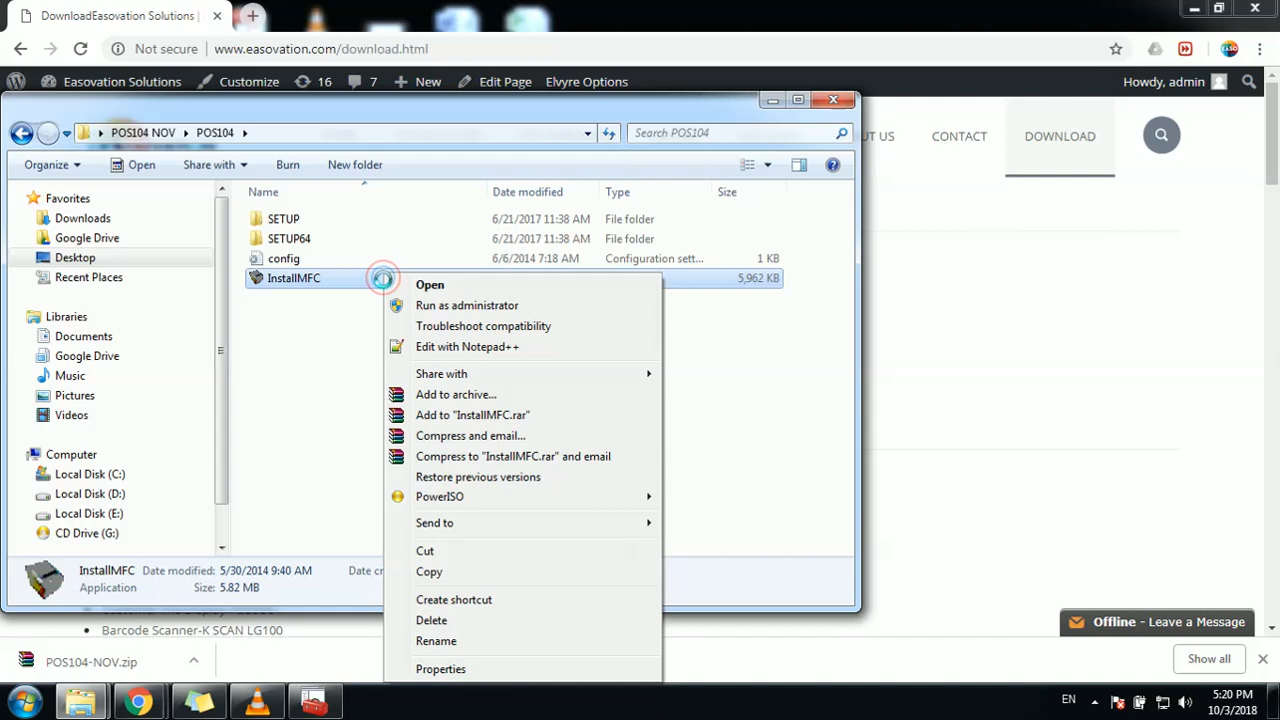 DownloadEasovation Solutions |
Not secure | www.easovation.com/download.html
Easovation Solutions Customize 16 7 New Edit Page Elvyre Options Howdy, admin
POS104 NOV POS104 Search POS104
Organize Open Share with Burn New folder
Name Date modified Type Size
SETUP 6/21/2017 11:38 AM File folder
SETUP64 6/21/2017 11:38 AM File folder
config 6/6/2014 7:18 AM Configuration sett... 1 KB
InstallMFC 5,962 KB
Favorites
Downloads
Google Drive
Desktop
Recent Places
Libraries
Documents
Google Drive
Music
Pictures
Videos
Computer
Local Disk (C:)
Local Disk (D:)
Local Disk (E:)
CD Drive (G:)
Open
Run as administrator
Troubleshoot compatibility
Edit with Notepad++
Share with
Add to archive...
Add to "InstallMFC.rar"
Compress and email...
Compress to "InstallMFC.rar" and email
Restore previous versions
PowerISO
Send to
Cut
Copy
Create shortcut
Delete
Rename
Properties
InstallMFC Date modified: 5/30/2014 9:40 AM Date cr
Application Size: 5.82 MB
UT US CONTACT DOWNLOAD
Barcode Scanner-K SCAN LG100
Offline - Leave a Message
POS104-NOV.zip Show all
EN 5:20 PM
10/3/2018